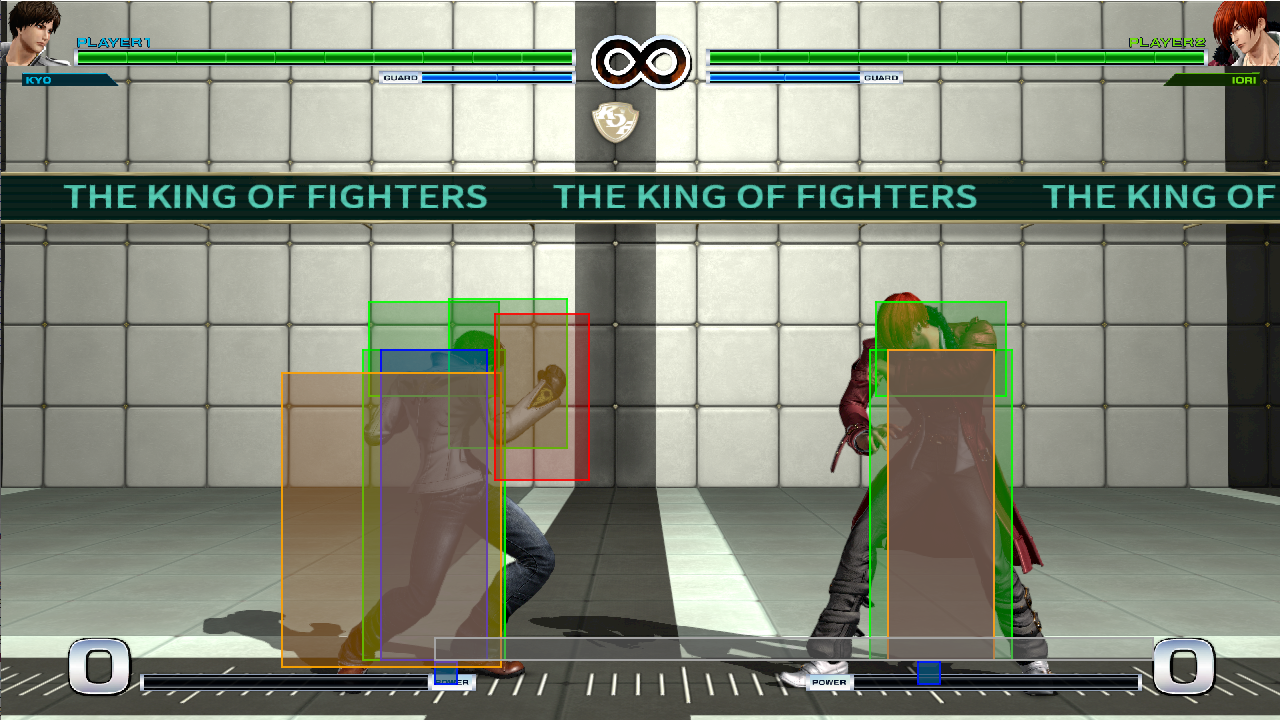 PLAYER1
PLAYER2
GUARD
GUARD
KYO
IORI
KOF
THE KING OF FIGHTERS THE KING OF FIGHTERS THE KING OF
0
0
POWER
POWER